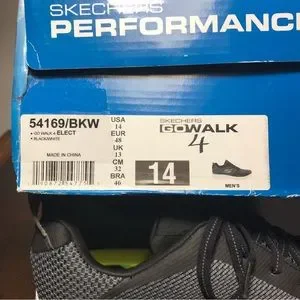 SKECHERS
PERFORMANC
54169/BKW
• GO WALK 4 ELECT
• BLACK/WHITE
MADE IN CHINA
USA
14
EUR
48
UK
13
CM
32
BRA
46
SKECHERS
GOWALK
4
14
MEN'S